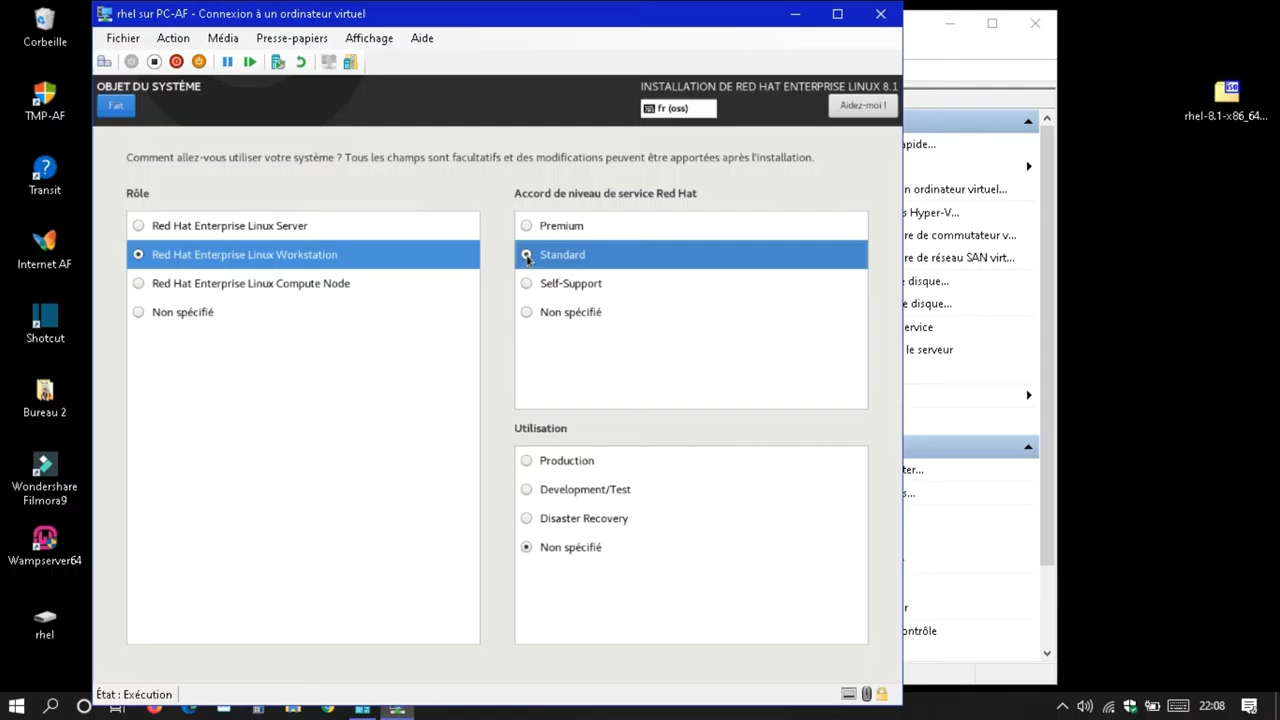 Corbeille
TMP-AF
Transit
Internet AF
Shotcut
Bureau 2
Wondershare
Filmora9
Wampserver64
rhel
rhel sur PC-AF - Connexion à un ordinateur virtuel
Fichier Action Média Presse-papiers Affichage Aide
OBJET DU SYSTÈME
Fait
INSTALLATION DE RED HAT ENTERPRISE LINUX 8.1
fr (oss)
Aidez-moi !
Comment allez-vous utiliser votre système ? Tous les champs sont facultatifs et des modifications peuvent être apportées après l'installation.
Rôle
Red Hat Enterprise Linux Server
Red Hat Enterprise Linux Workstation
Red Hat Enterprise Linux Compute Node
Non spécifié
Accord de niveau de service Red Hat
Premium
Standard
Self-Support
Non spécifié
Utilisation
Production
Development/Test
Disaster Recovery
Non spécifié
État : Exécution
apide...
n ordinateur virtuel...
s Hyper-V...
re de commutateur v...
re de réseau SAN virt...
e disque...
e disque...
service
le serveur
ter...
s...
r
ontrôle
ISO
rhel-8.1-x86_64...
22:08